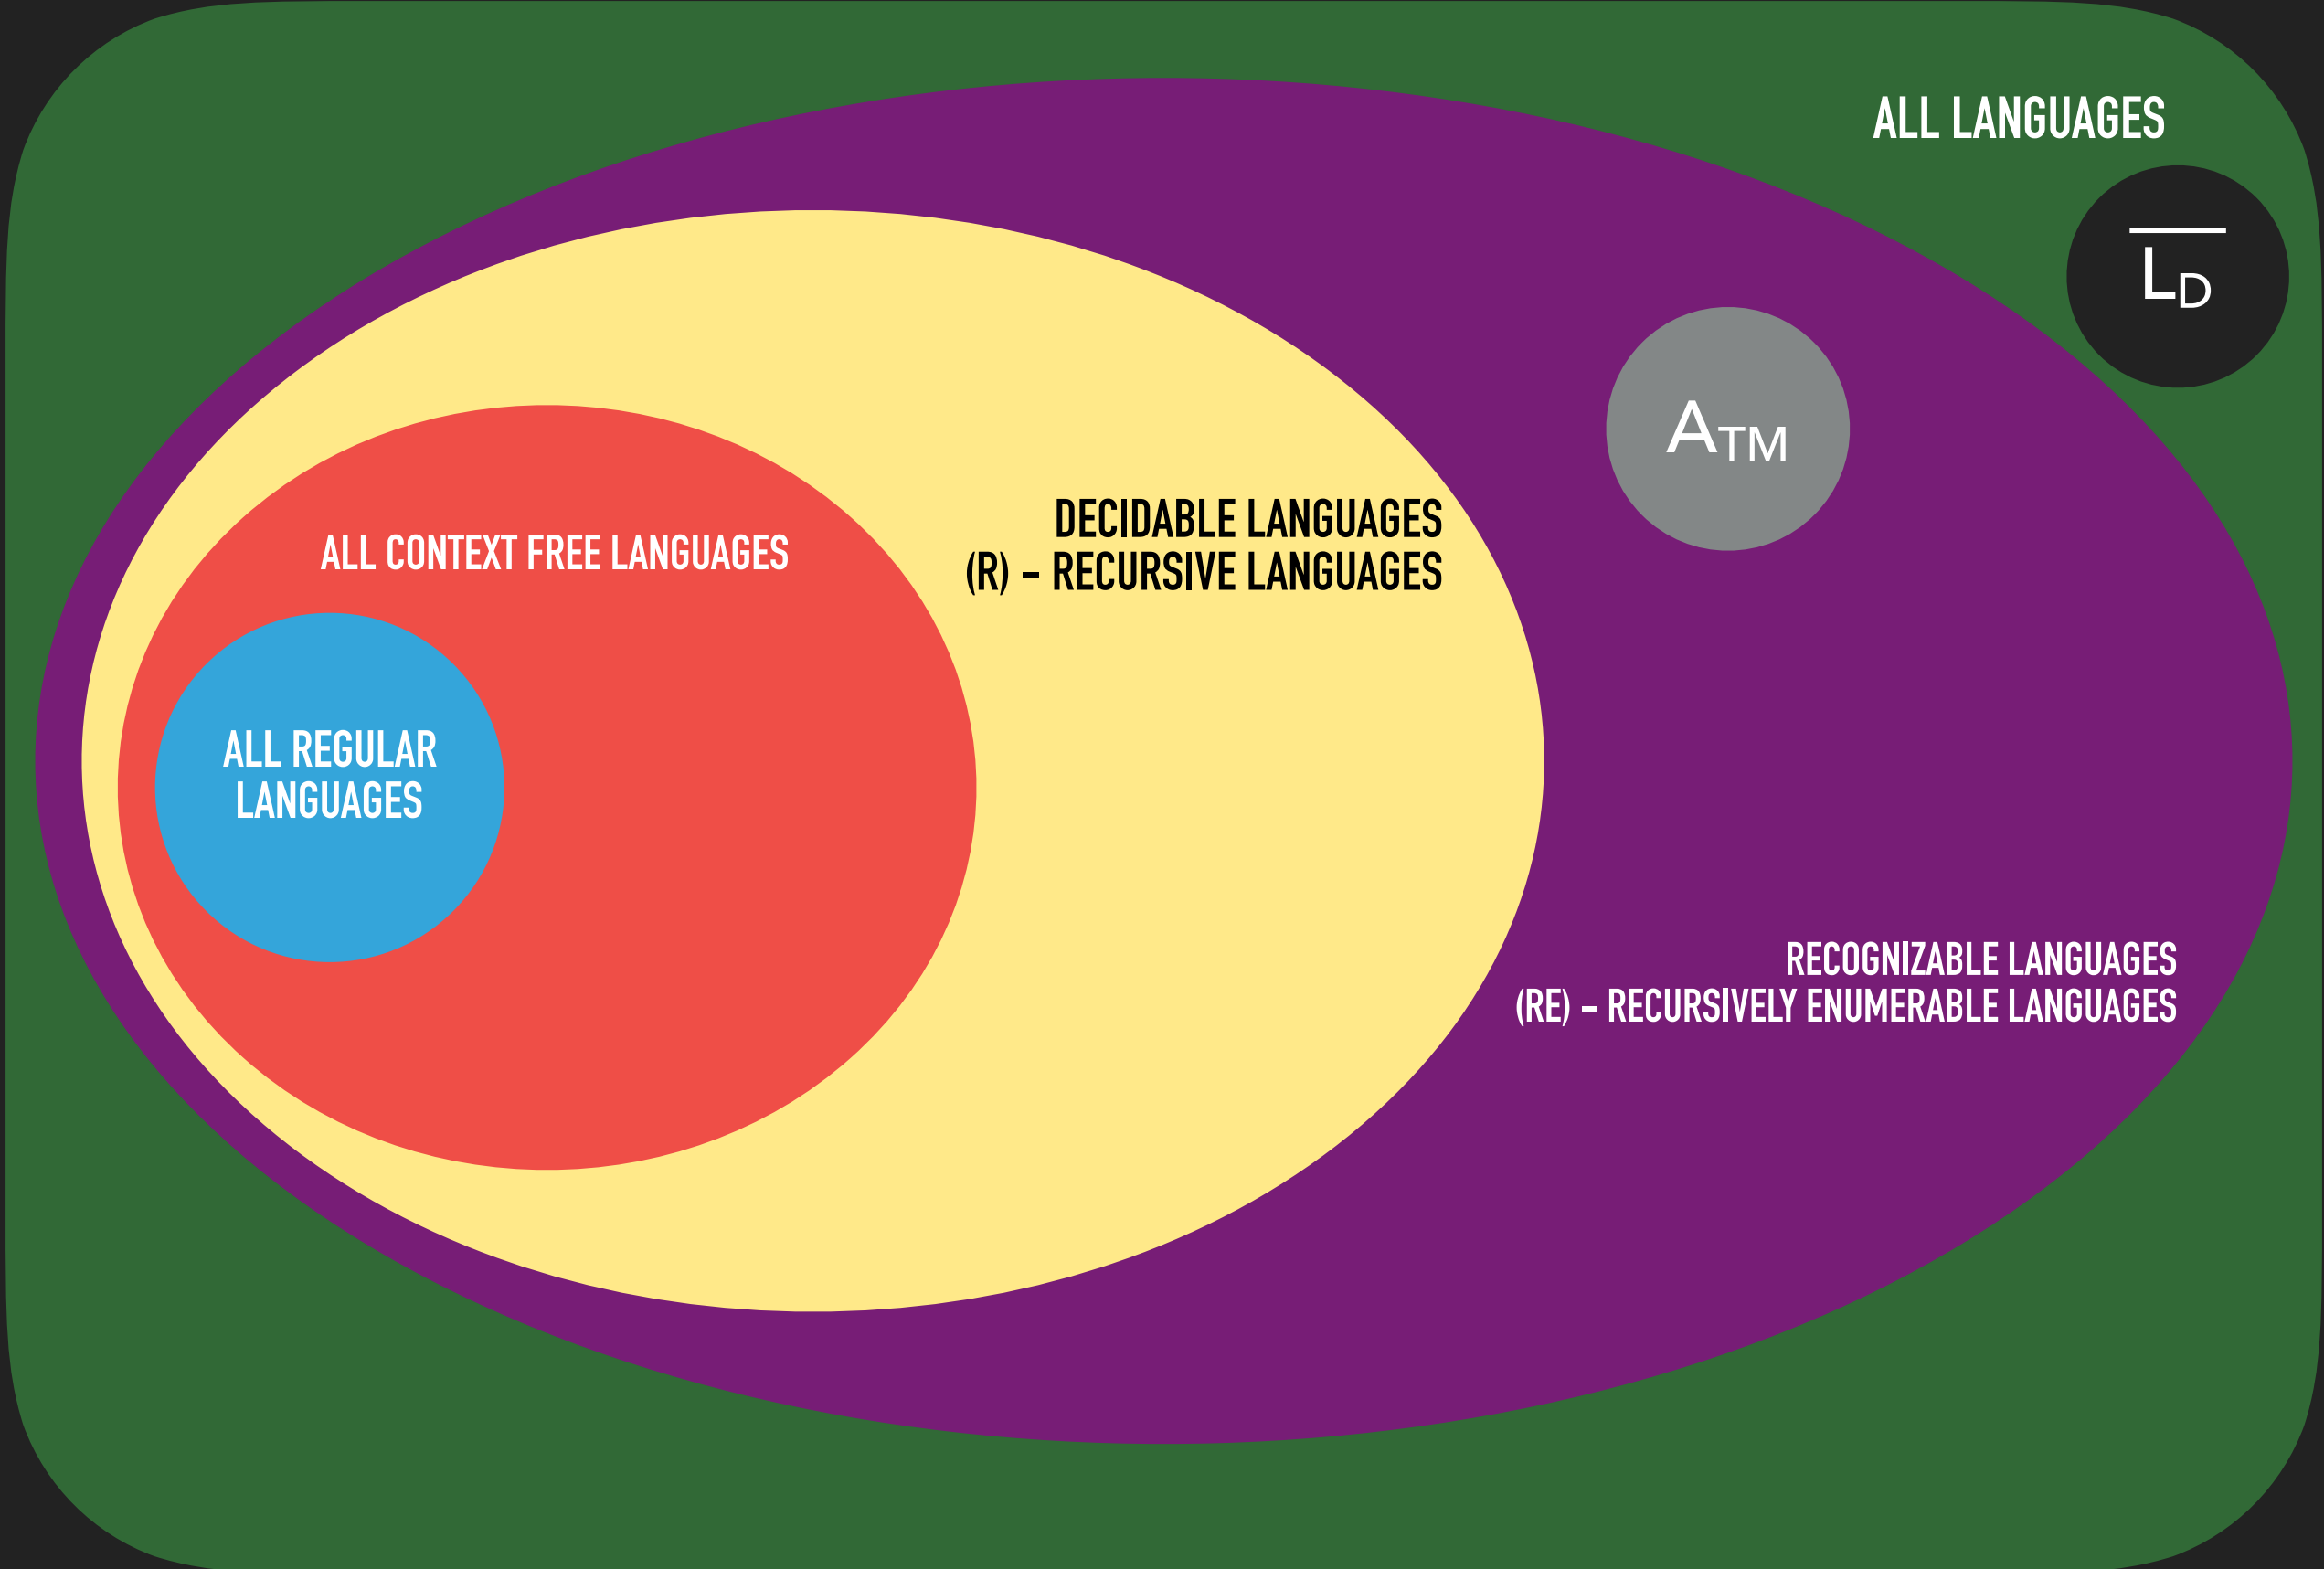 ALL LANGUAGES
L̅D̅
ATM
DECIDABLE LANGUAGES
(R) - RECURSIVE LANGUAGES
ALL CONTEXT FREE LANGUAGES
ALL REGULAR
LANGUAGES
RECOGNIZABLE LANGUAGES
(RE) - RECURSIVELY ENUMERABLE LANGUAGES